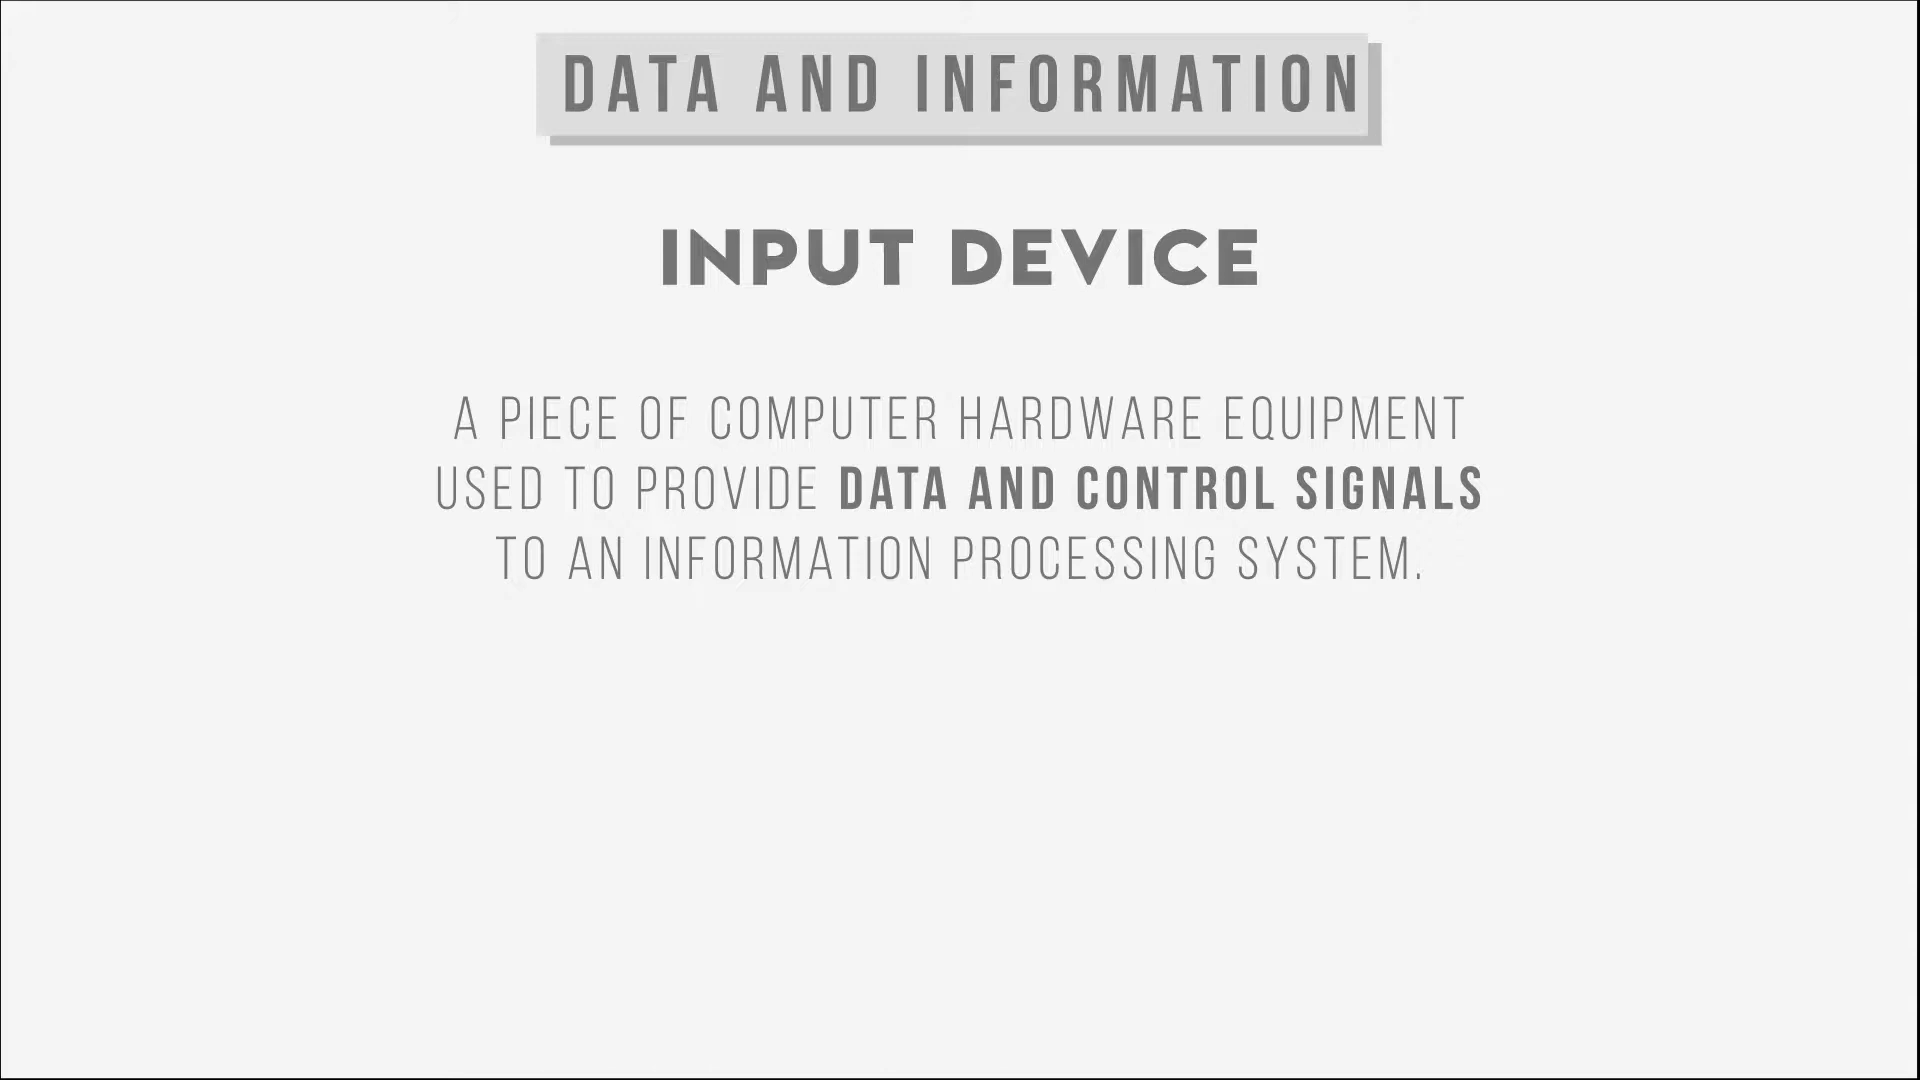 DATA AND INFORMATION
INPUT DEVICE
A PIECE OF COMPUTER HARDWARE EQUIPMENT
USED TO PROVIDE DATA AND CONTROL SIGNALS
TO AN INFORMATION PROCESSING SYSTEM.